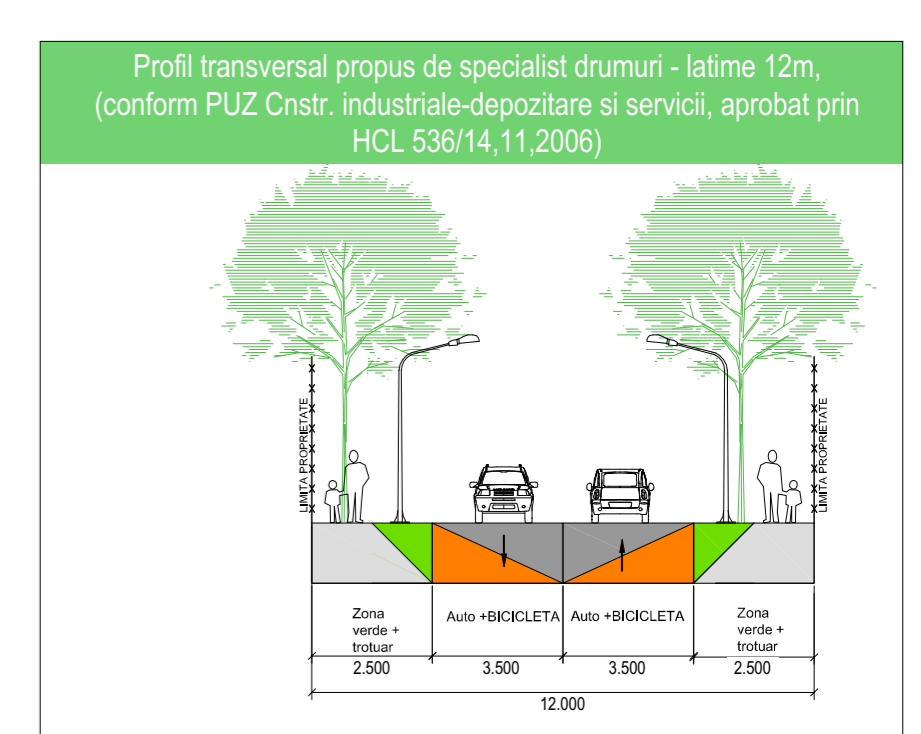 Profil transversal propus de specialist drumuri - latime 12m,
(conform PUZ Cnstr. industriale-depozitare si servicii, aprobat prin
HCL 536/14,11,2006)
LIMITA PROPRIETATE
LIMITA PROPRIETATE
Zona
verde +
trotuar
Auto +BICICLETA
Auto +BICICLETA
Zona
verde +
trotuar
2.500
3.500
3.500
2.500
12.000